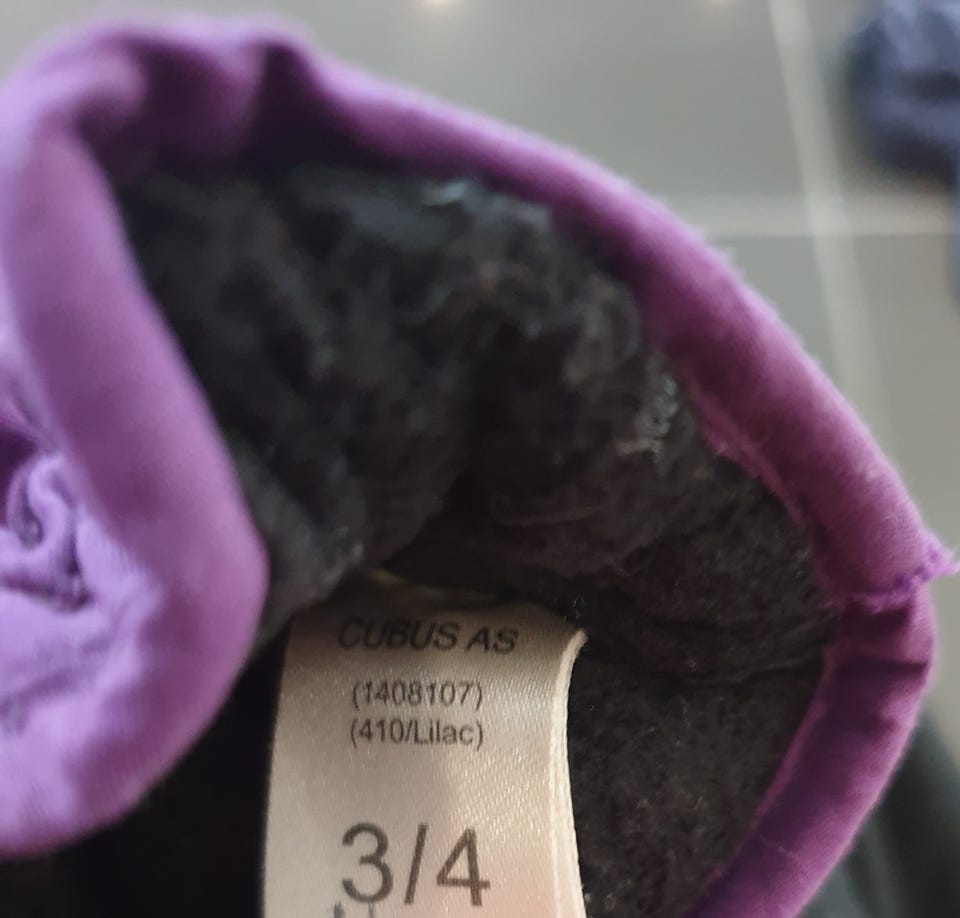 CUBUS AS
(1408107)
(410/Lilac)
3/4